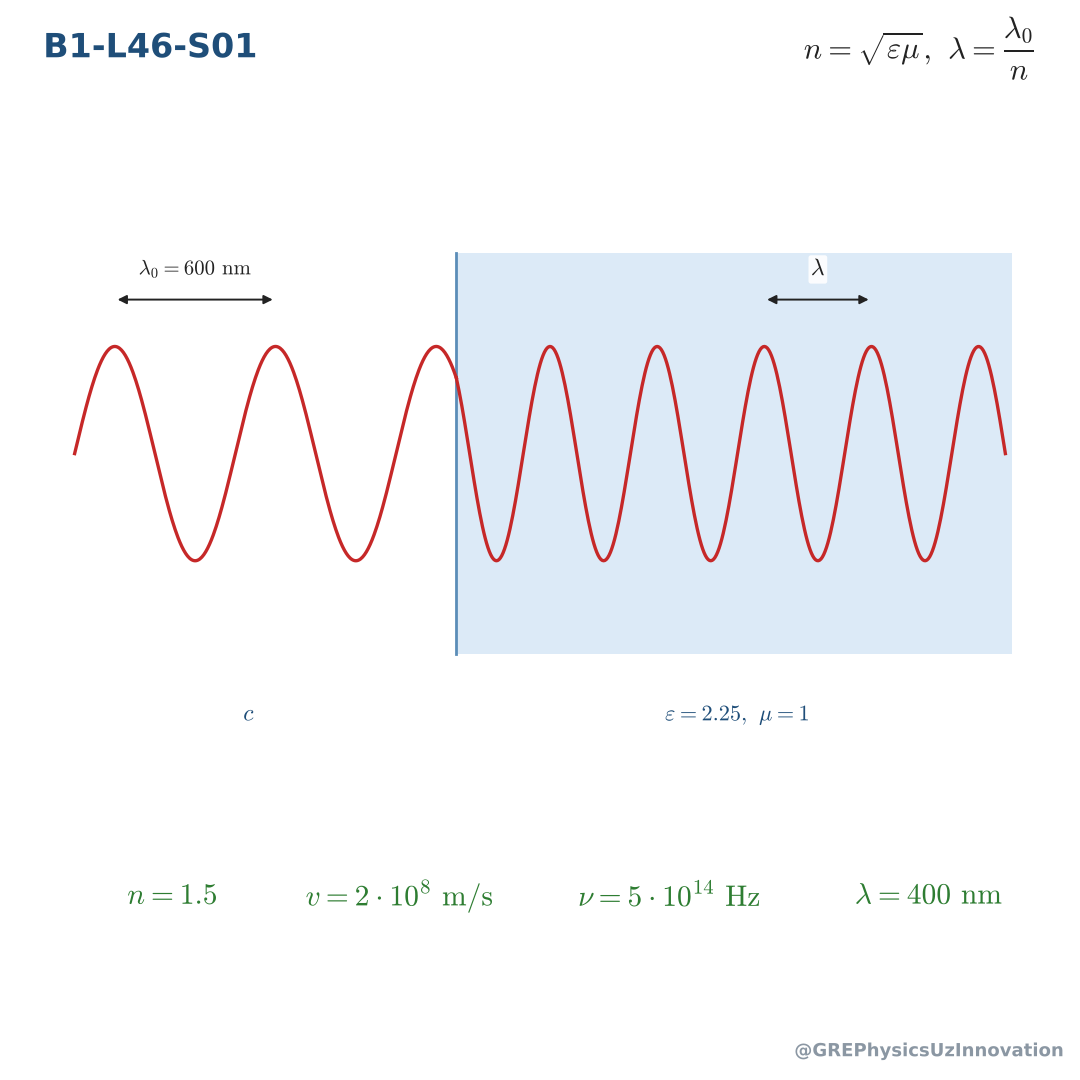 B1-L46-S01
n = √εμ, λ = λ₀/n
λ₀ = 600 nm
λ
c
ε = 2.25, μ = 1
n = 1.5
v = 2 · 10⁸ m/s
ν = 5 · 10¹⁴ Hz
λ = 400 nm
@GREPhysicsUzInnovation